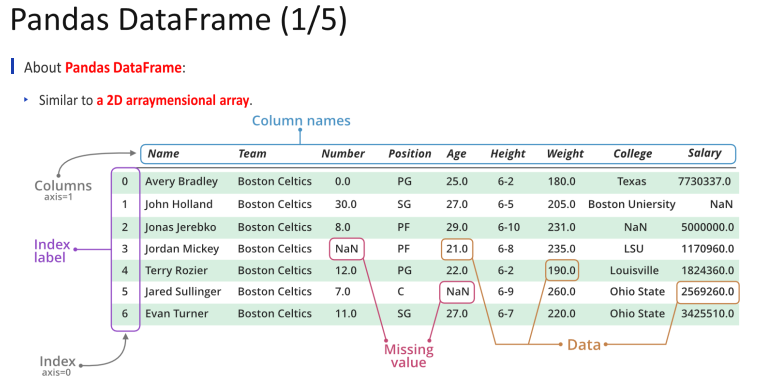 Pandas DataFrame (1/5)
About Pandas DataFrame:
Similar to a 2D arraymensional array.
Column names
Name Team Number Position Age Height Weight College Salary
Columns
axis=1
0 Avery Bradley Boston Celtics 0.0 PG 25.0 6-2 180.0 Texas 7730337.0
1 John Holland Boston Celtics 30.0 SG 27.0 6-5 205.0 Boston Uniersity NaN
2 Jonas Jerebko Boston Celtics 8.0 PF 29.0 6-10 231.0 NaN 5000000.0
Index
label
3 Jordan Mickey Boston Celtics NaN PF 21.0 6-8 235.0 LSU 1170960.0
4 Terry Rozier Boston Celtics 12.0 PG 22.0 6-2 190.0 Louisville 1824360.0
5 Jared Sullinger Boston Celtics 7.0 C NaN 6-9 260.0 Ohio State 2569260.0
6 Evan Turner Boston Celtics 11.0 SG 27.0 6-7 220.0 Ohio State 3425510.0
Missing
value
Data
Index
axis=0